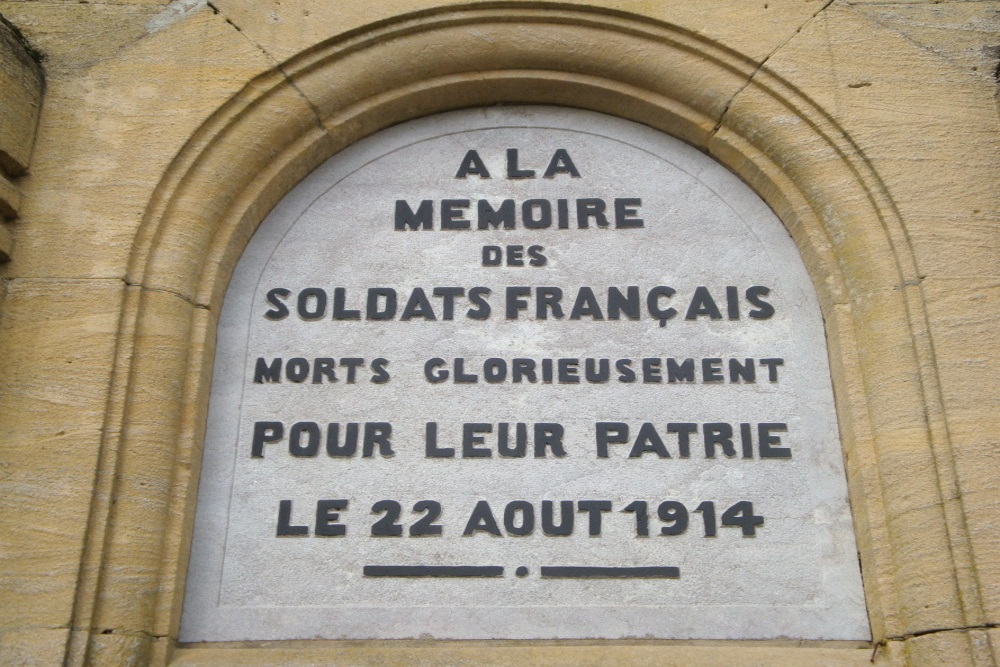 A LA
MEMOIRE
DES
SOLDATS FRANÇAIS
MORTS GLORIEUSEMENT
POUR LEUR PATRIE
LE 22 AOUT 1914